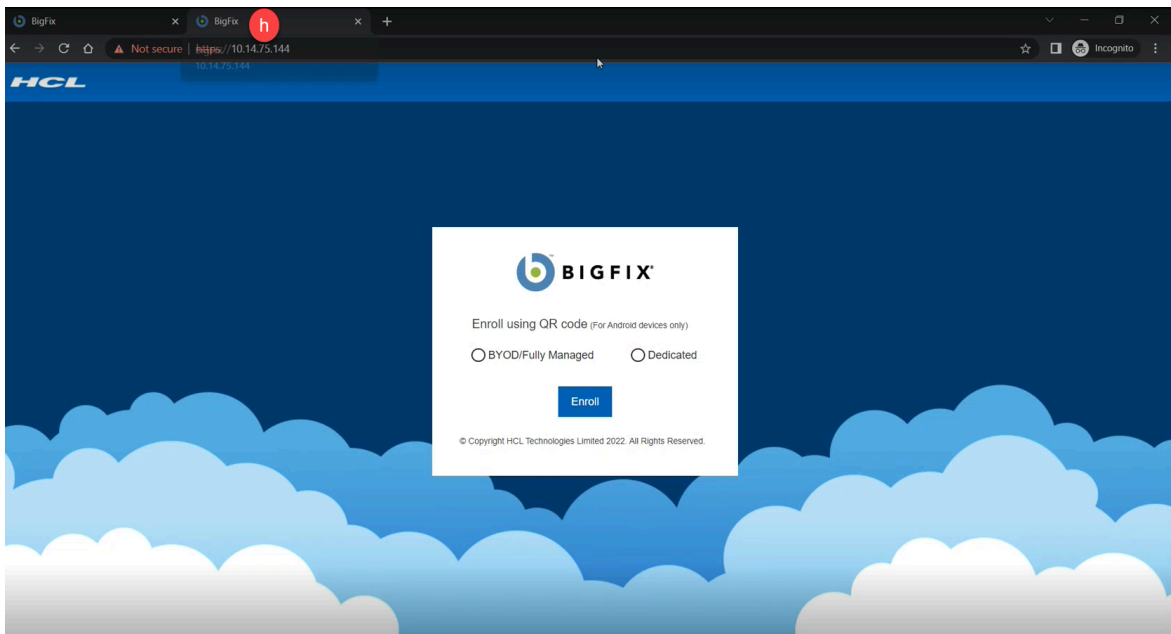 BigFix BigFix h
Not secure https://10.14.75.144 Incognito
10.14.75.144
HCL
BIGFIX
Enroll using QR code (For Android devices only)
BYOD/Fully Managed Dedicated
Enroll
© Copyright HCL Technologies Limited 2022. All Rights Reserved.